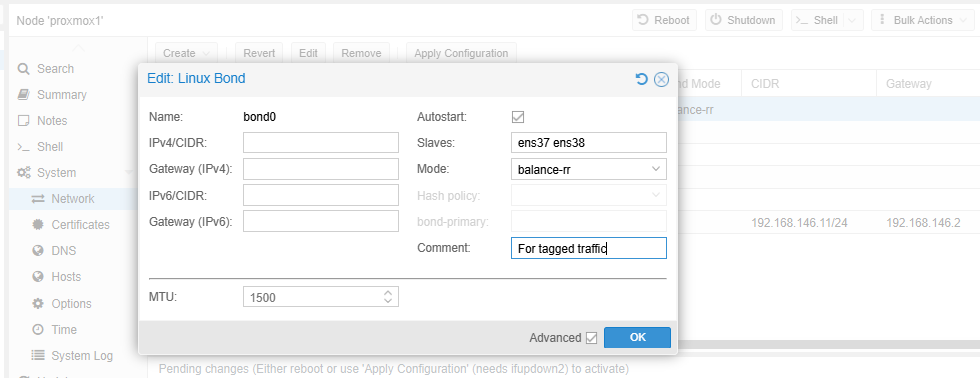 Node 'proxmox1'
Reboot Shutdown Shell Bulk Actions
Search
Summary
Notes
Shell
System
Network
Certificates
DNS
Hosts
Options
Time
System Log
Create Revert Edit Remove Apply Configuration
nd Mode CIDR Gateway
ance-rr
192.168.146.11/24 192.168.146.2
Edit: Linux Bond
Name: bond0
IPv4/CIDR:
Gateway (IPv4):
IPv6/CIDR:
Gateway (IPv6):
Autostart:
Slaves: ens37 ens38
Mode: balance-rr
Hash policy:
bond-primary:
Comment: For tagged traffic
MTU: 1500
Advanced OK
Pending changes (Either reboot or use 'Apply Configuration' (needs ifupdown2) to activate)